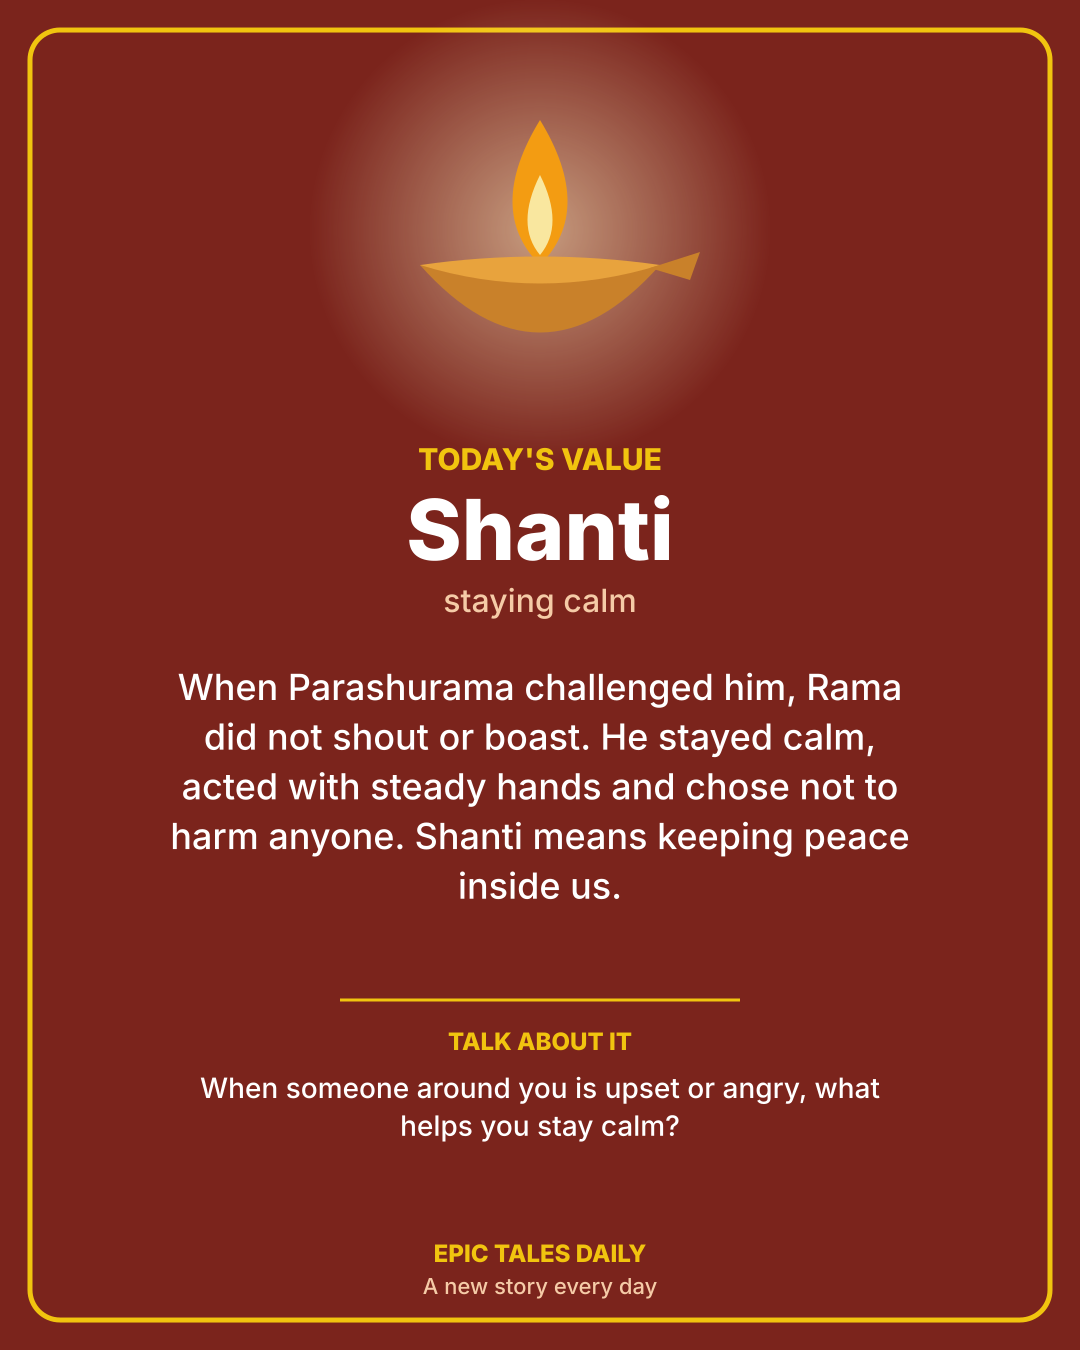 TODAY'S VALUE
Shanti
staying calm
When Parashurama challenged him, Rama
did not shout or boast. He stayed calm,
acted with steady hands and chose not to
harm anyone. Shanti means keeping peace
inside us.
TALK ABOUT IT
When someone around you is upset or angry, what
helps you stay calm?
EPIC TALES DAILY
A new story every day